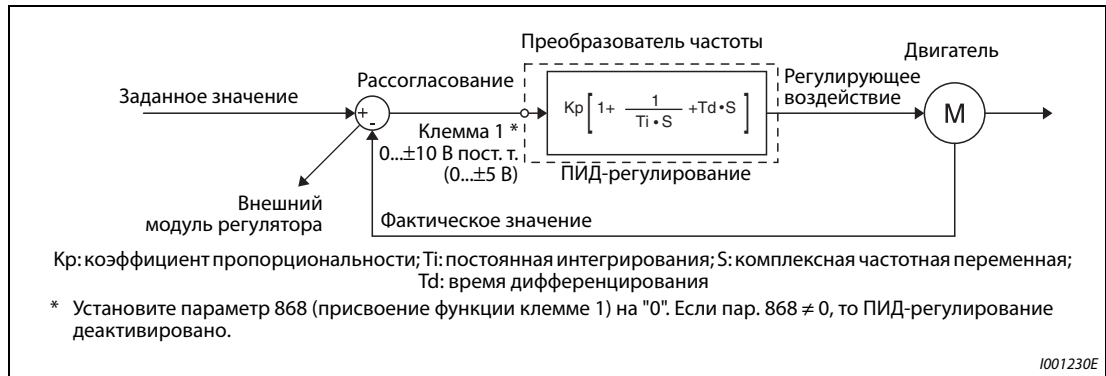 Преобразователь частоты
Двигатель
Заданное значение
Рассогласование
+
-
Клемма 1 *
0...±10 В пост. т.
(0...±5 В)
Kp [ 1+ 1 / Ti • S +Td • S ]
ПИД-регулирование
Регулирующее
воздействие
M
Внешний
модуль регулятора
Фактическое значение
Kp: коэффициент пропорциональности; Ti: постоянная интегрирования; S: комплексная частотная переменная;
Td: время дифференцирования
* Установите параметр 868 (присвоение функции клемме 1) на "0". Если пар. 868 ≠ 0, то ПИД-регулирование
деактивировано.
I001230E